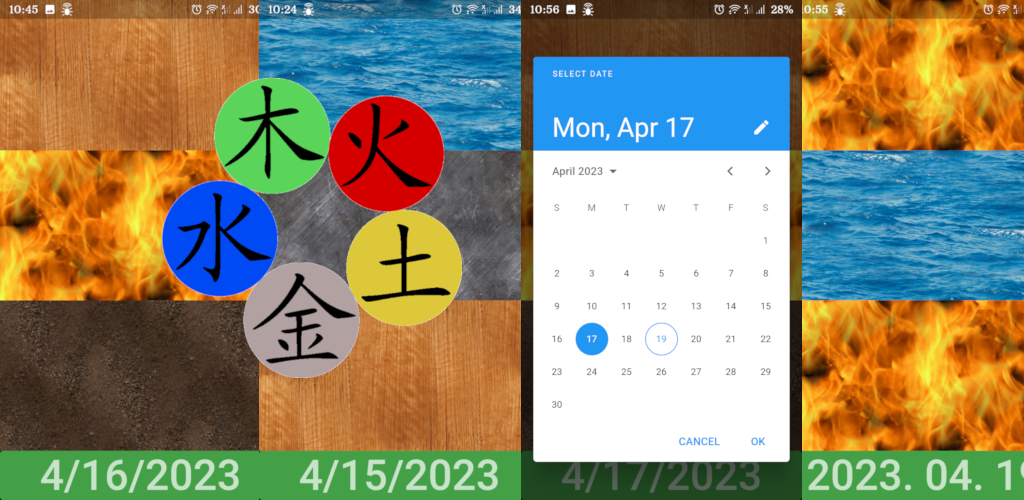 10:45
30
10:24
34
10:56
28%
0:55
木
火
水
土
金
SELECT DATE
Mon, Apr 17
April 2023
S M T W T F S
1
2 3 4 5 6 7 8
9 10 11 12 13 14 15
16 17 18 19 20 21 22
23 24 25 26 27 28 29
30
CANCEL OK
4/16/2023
4/15/2023
4/17/2023
2023. 04. 19